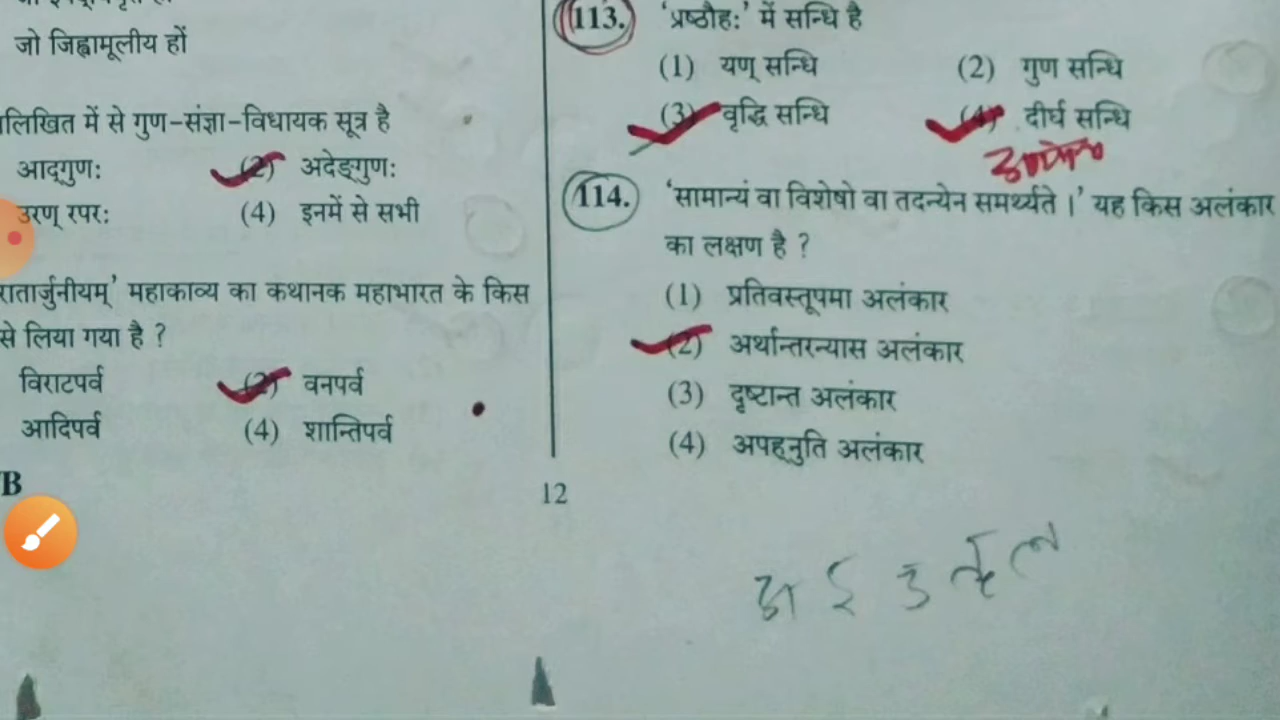 जो जिह्वामूलीय हों
लिखित में से गुण-संज्ञा-विधायक सूत्र है
आद्गुणः (2) अदेङ्गुणः
उरण् रपरः (4) इनमें से सभी
रातार्जुनीयम्' महाकाव्य का कथानक महाभारत के किस
से लिया गया है ?
विराटपर्व (2) वनपर्व
आदिपर्व (4) शान्तिपर्व
B
113. 'प्रष्ठौहः' में सन्धि है
(1) यण् सन्धि (2) गुण सन्धि
(3) वृद्धि सन्धि (4) दीर्घ सन्धि
114. 'सामान्यं वा विशेषो वा तदन्येन समर्थ्यते ।' यह किस अलंकार
का लक्षण है ?
(1) प्रतिवस्तूपमा अलंकार
(2) अर्थान्तरन्यास अलंकार
(3) दृष्टान्त अलंकार
(4) अपह्नुति अलंकार
12